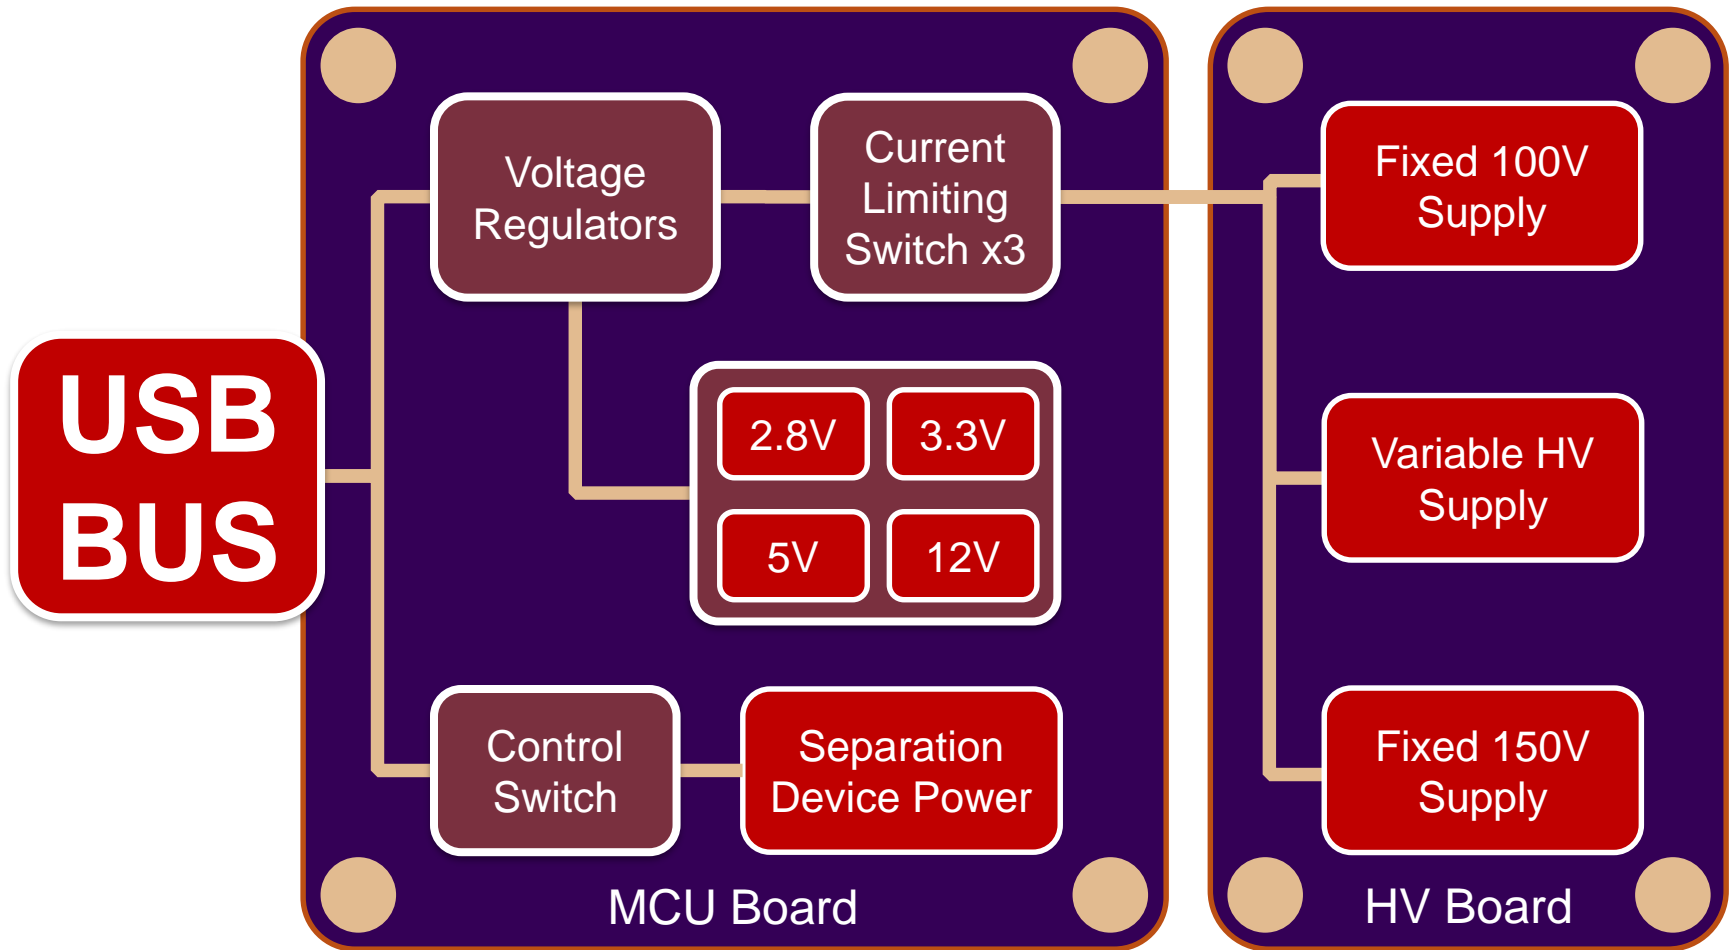 USB
BUS
Voltage
Regulators
Current
Limiting
Switch x3
2.8V
3.3V
5V
12V
Control
Switch
Separation
Device Power
MCU Board
Fixed 100V
Supply
Variable HV
Supply
Fixed 150V
Supply
HV Board